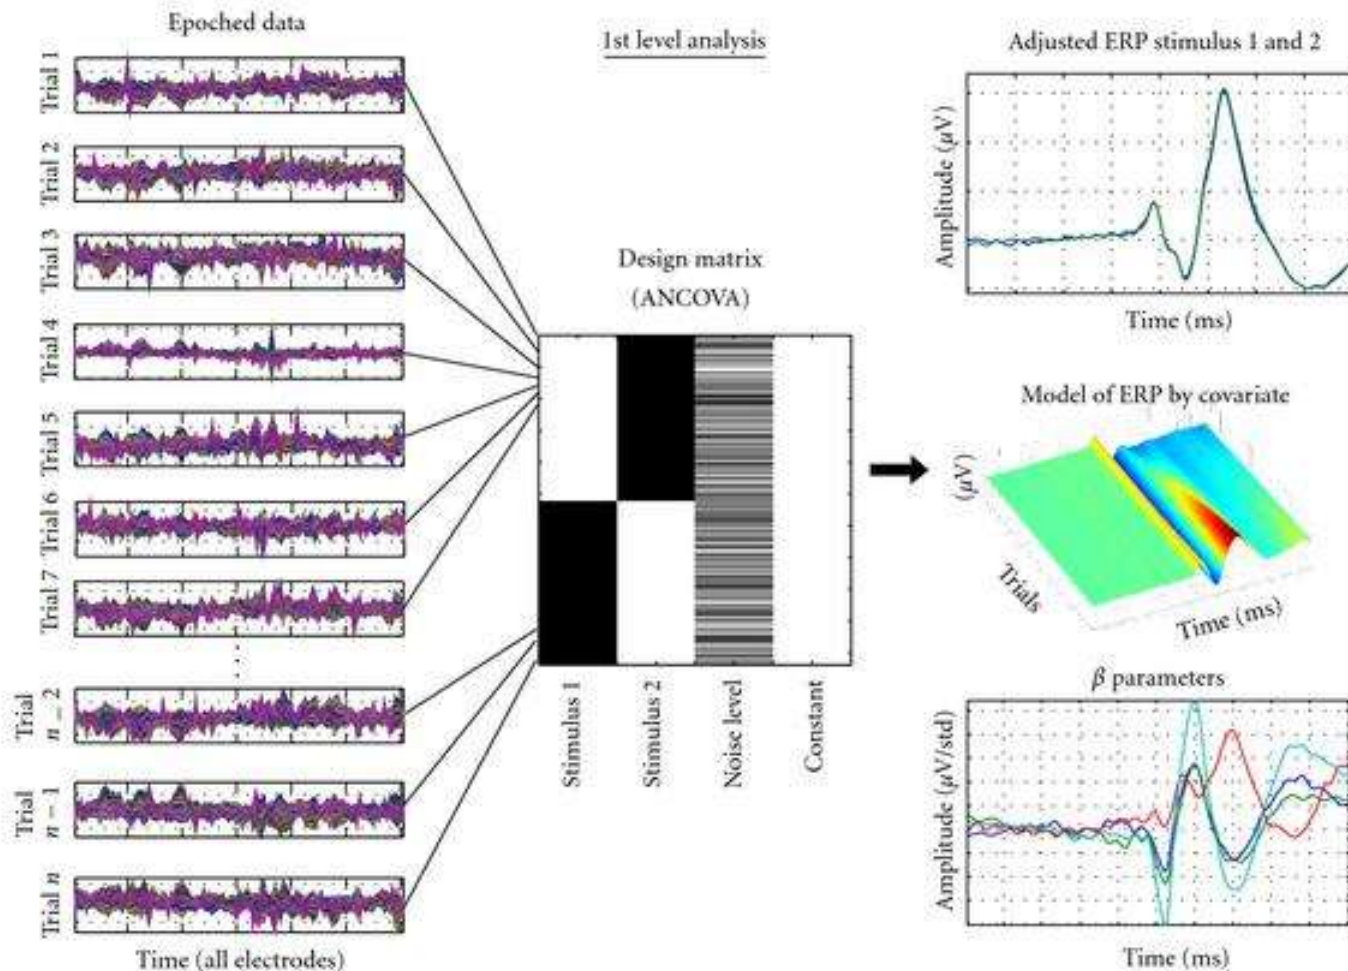 Epoched data
Trial 1
Trial 2
Trial 3
Trial 4
Trial 5
Trial 6
Trial 7
Trial
n_2
Trial
n − 1
Trial n
Time (all electrodes)
1st level analysis
Design matrix
(ANCOVA)
Stimulus 1
Stimulus 2
Noise level
Constant
Adjusted ERP stimulus 1 and 2
Amplitude (μV)
Time (ms)
Model of ERP by covariate
(μV)
Trials
Time (ms)
β parameters
Amplitude (μV/std)
Time (ms)